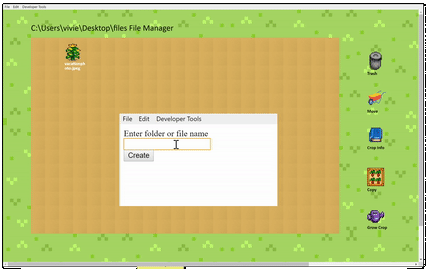 File Edit Developer Tools
C:\Users\vivie\Desktop\files File Manager
Trash
Move
Crop Info
Copy
Grow Crop
File Edit Developer Tools
Enter folder or file name
Create